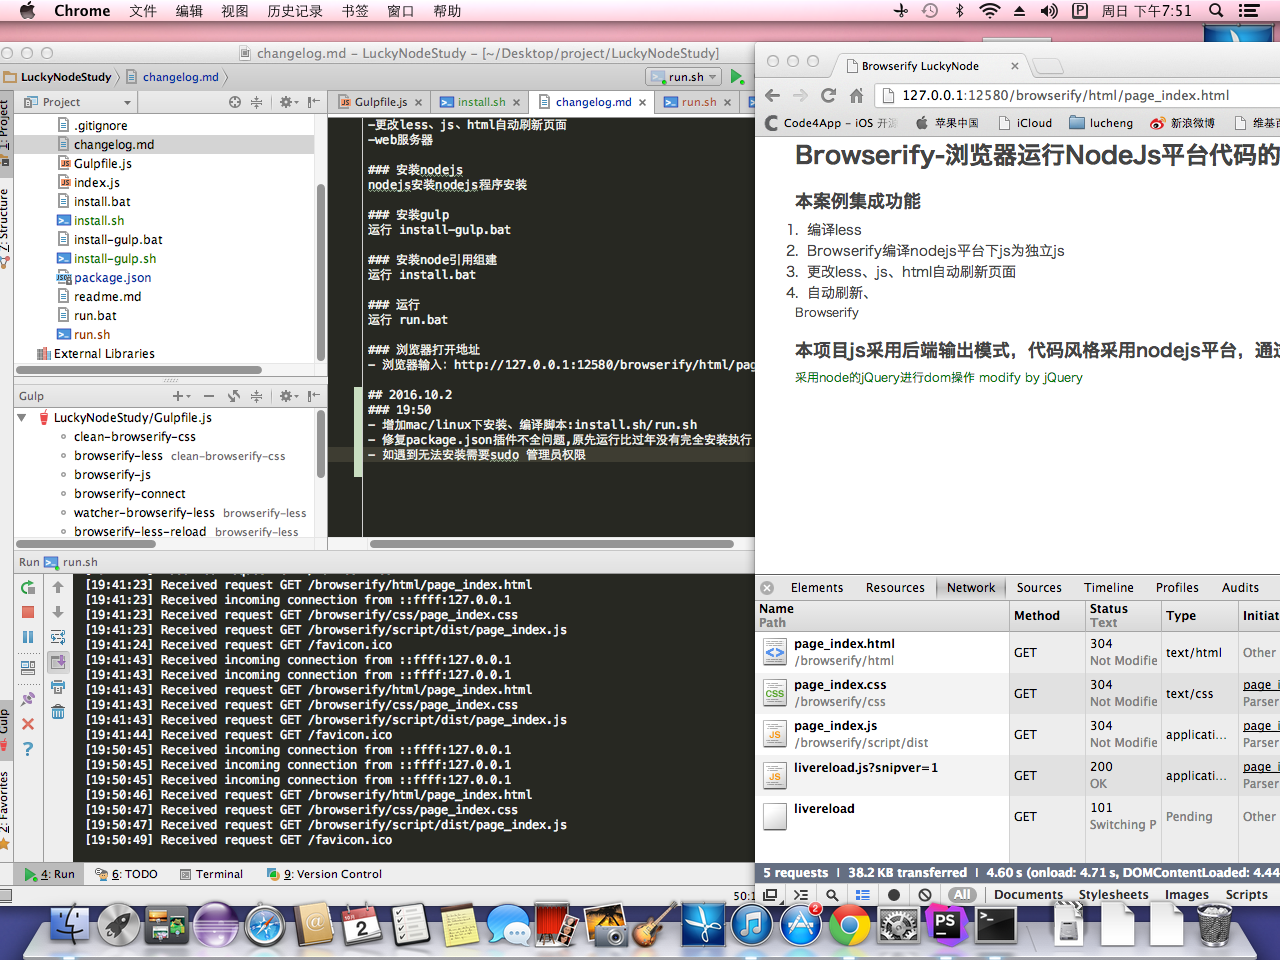 Chrome 文件 编辑 视图 历史记录 书签 窗口 帮助 周日 下午7:51
changelog.md – LuckyNodeStudy – [~/Desktop/project/LuckyNodeStudy]
LuckyNodeStudy changelog.md run.sh
Project
Gulpfile.js install.sh changelog.md run.sh
1: Project
Z: Structure
Gulp
2: Favorites
.gitignore
changelog.md
Gulpfile.js
index.js
install.bat
install.sh
install-gulp.bat
install-gulp.sh
package.json
readme.md
run.bat
run.sh
External Libraries
Gulp
LuckyNodeStudy/Gulpfile.js
clean-browserify-css
browserify-less clean-browserify-css
browserify-js
browserify-connect
watcher-browserify-less browserify-less
browserify-less-reload browserify-less
-更改less、js、html自动刷新页面
-web服务器
### 安装nodejs
nodejs安装nodejs程序安装
### 安装gulp
运行 install-gulp.bat
### 安装node引用组建
运行 install.bat
### 运行
运行 run.bat
### 浏览器打开地址
- 浏览器输入: http://127.0.0.1:12580/browserify/html/pag
## 2016.10.2
### 19:50
- 增加mac/linux下安装、编译脚本:install.sh/run.sh
- 修复package.json插件不全问题,原先运行比过年没有完全安装执行
- 如遇到无法安装需要sudo 管理员权限
Run run.sh
[19:41:23] Received request GET /browserify/html/page_index.html
[19:41:23] Received incoming connection from ::ffff:127.0.0.1
[19:41:23] Received request GET /browserify/css/page_index.css
[19:41:23] Received request GET /browserify/script/dist/page_index.js
[19:41:24] Received request GET /favicon.ico
[19:41:43] Received incoming connection from ::ffff:127.0.0.1
[19:41:43] Received incoming connection from ::ffff:127.0.0.1
[19:41:43] Received request GET /browserify/html/page_index.html
[19:41:43] Received request GET /browserify/css/page_index.css
[19:41:43] Received request GET /browserify/script/dist/page_index.js
[19:41:44] Received request GET /favicon.ico
[19:50:45] Received incoming connection from ::ffff:127.0.0.1
[19:50:45] Received incoming connection from ::ffff:127.0.0.1
[19:50:45] Received incoming connection from ::ffff:127.0.0.1
[19:50:46] Received request GET /browserify/html/page_index.html
[19:50:47] Received request GET /browserify/css/page_index.css
[19:50:47] Received request GET /browserify/script/dist/page_index.js
[19:50:49] Received request GET /favicon.ico
4: Run 6: TODO Terminal 9: Version Control
50:1
Browserify LuckyNode
127.0.0.1:12580/browserify/html/page_index.html
Code4App – iOS 开源 苹果中国 iCloud lucheng 新浪微博 维基百
Browserify-浏览器运行NodeJs平台代码的
本案例集成功能
1. 编译less
2. Browserify编译nodejs平台下js为独立js
3. 更改less、js、html自动刷新页面
4. 自动刷新、
Browserify
本项目js采用后端输出模式，代码风格采用nodejs平台，通过
采用node的jQuery进行dom操作 modify by jQuery
Elements Resources Network Sources Timeline Profiles Audits
Name Method Status Type Initiat
Path Text
page_index.html GET 304 text/html Other
/browserify/html Not Modifie
page_index.css GET 304 text/css page_i
/browserify/css Not Modifie Parser
page_index.js GET 304 applicati... page_i
/browserify/script/dist Not Modifie Parser
livereload.js?snipver=1 GET 200 applicati... page_i
OK Parser
livereload GET 101 Pending Other
Switching P
5 requests | 38.2 KB transferred | 4.60 s (onload: 4.71 s, DOMContentLoaded: 4.44
All Documents Stylesheets Images Scripts
2
2
PS